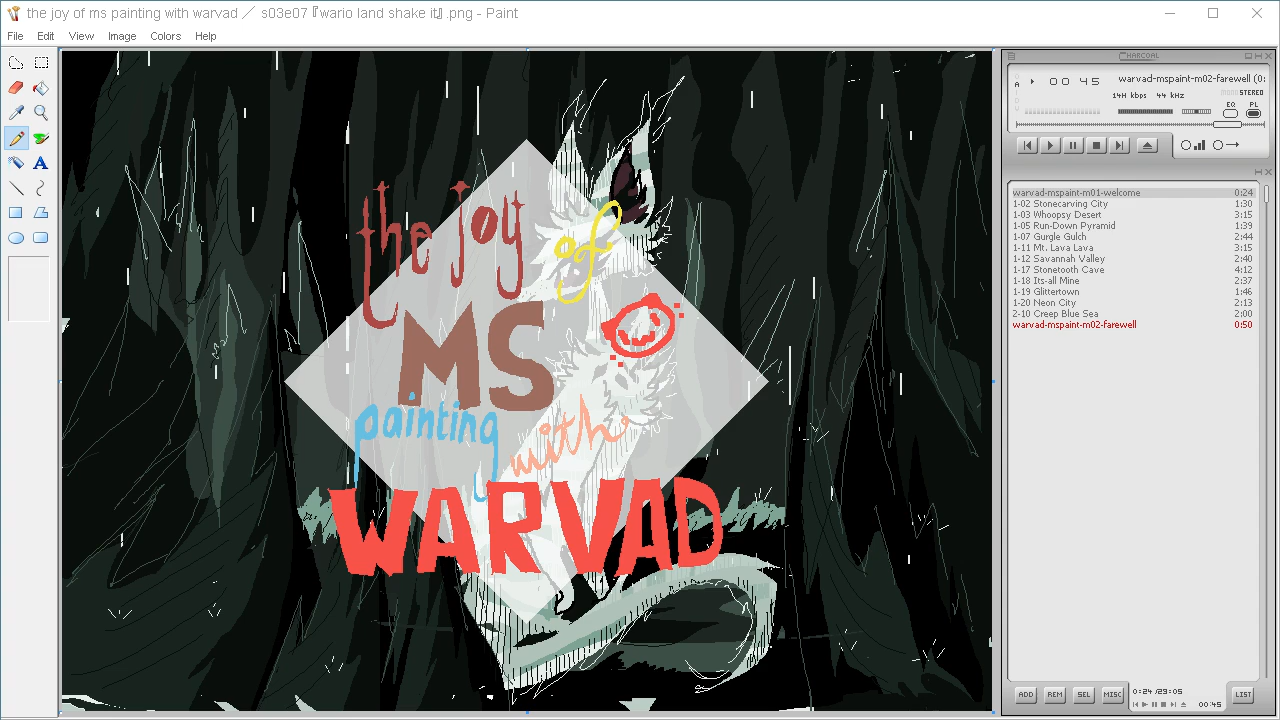 the joy of ms painting with warvad ／ s03e07『wario land shake it』.png - Paint
File Edit View Image Colors Help
the joy of
MS
painting with
WARVAD
CHARCOAL
00 45
warvad-mspaint-m02-farewell (0:
14H kbps 44 kHz
MONO STEREO
EQ PL
warvad-mspaint-m01-welcome 0:24
1-02 Stonecarving City 1:30
1-03 Whoopsy Desert 3:15
1-05 Run-Down Pyramid 1:39
1-07 Gurgle Gulch 2:44
1-11 Mt. Lava Lava 3:15
1-12 Savannah Valley 2:40
1-17 Stonetooth Cave 4:12
1-18 Its-all Mine 2:37
1-19 Glittertown 1:46
1-20 Neon City 2:13
2-10 Creep Blue Sea 2:00
warvad-mspaint-m02-farewell 0:50
ADD REM SEL MISC
0:24/29:05
00:45
LIST